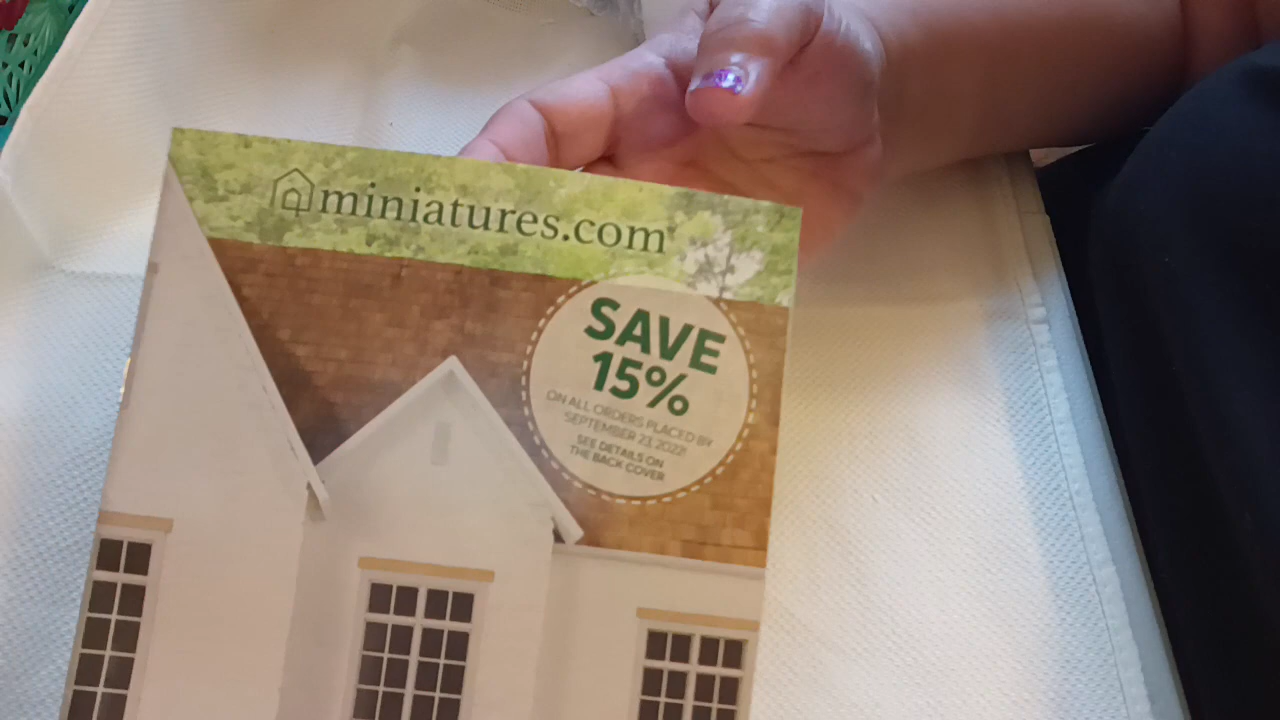 miniatures.com
SAVE
15%
ON ALL ORDERS PLACED BY
SEPTEMBER 23, 2022!
SEE DETAILS ON
THE BACK COVER